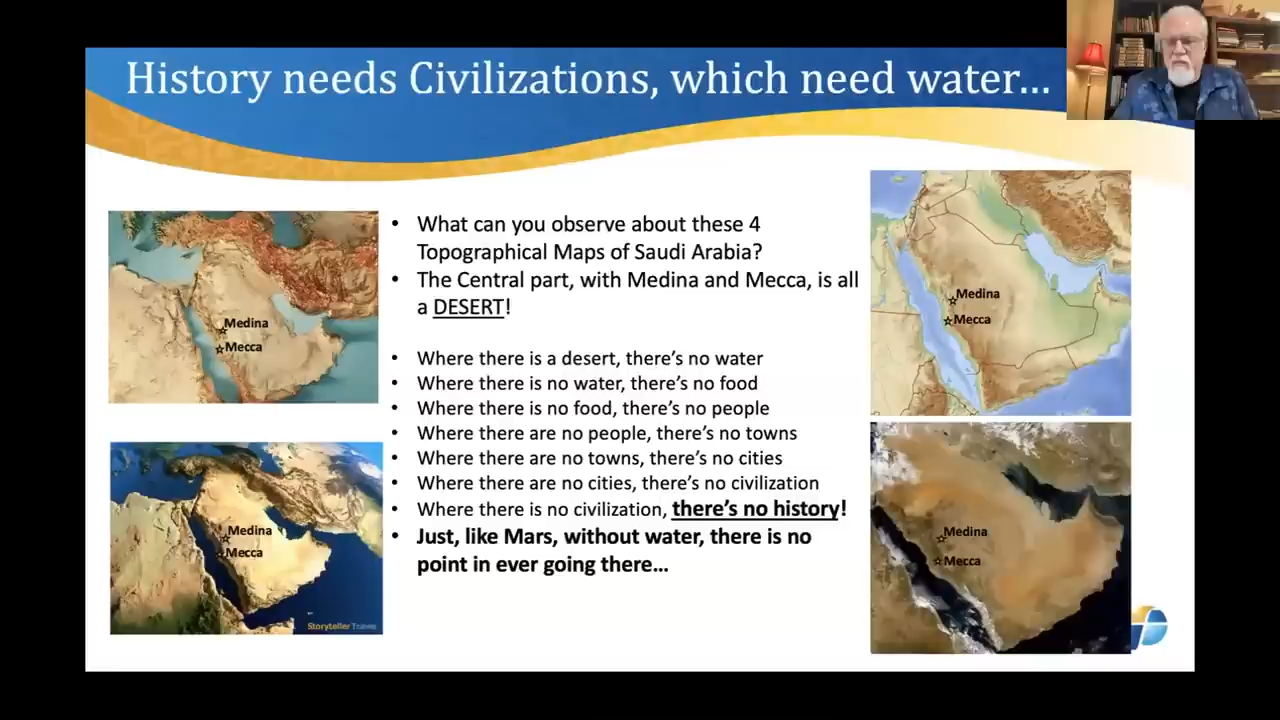 History needs Civilizations, which need water...
Medina
Mecca
Medina
Mecca
Storyteller Travel
• What can you observe about these 4
Topographical Maps of Saudi Arabia?
• The Central part, with Medina and Mecca, is all
a DESERT!
• Where there is a desert, there’s no water
• Where there is no water, there’s no food
• Where there is no food, there’s no people
• Where there are no people, there’s no towns
• Where there are no towns, there’s no cities
• Where there are no cities, there’s no civilization
• Where there is no civilization, there’s no history!
• Just, like Mars, without water, there is no
point in ever going there...
Medina
Mecca
Medina
Mecca